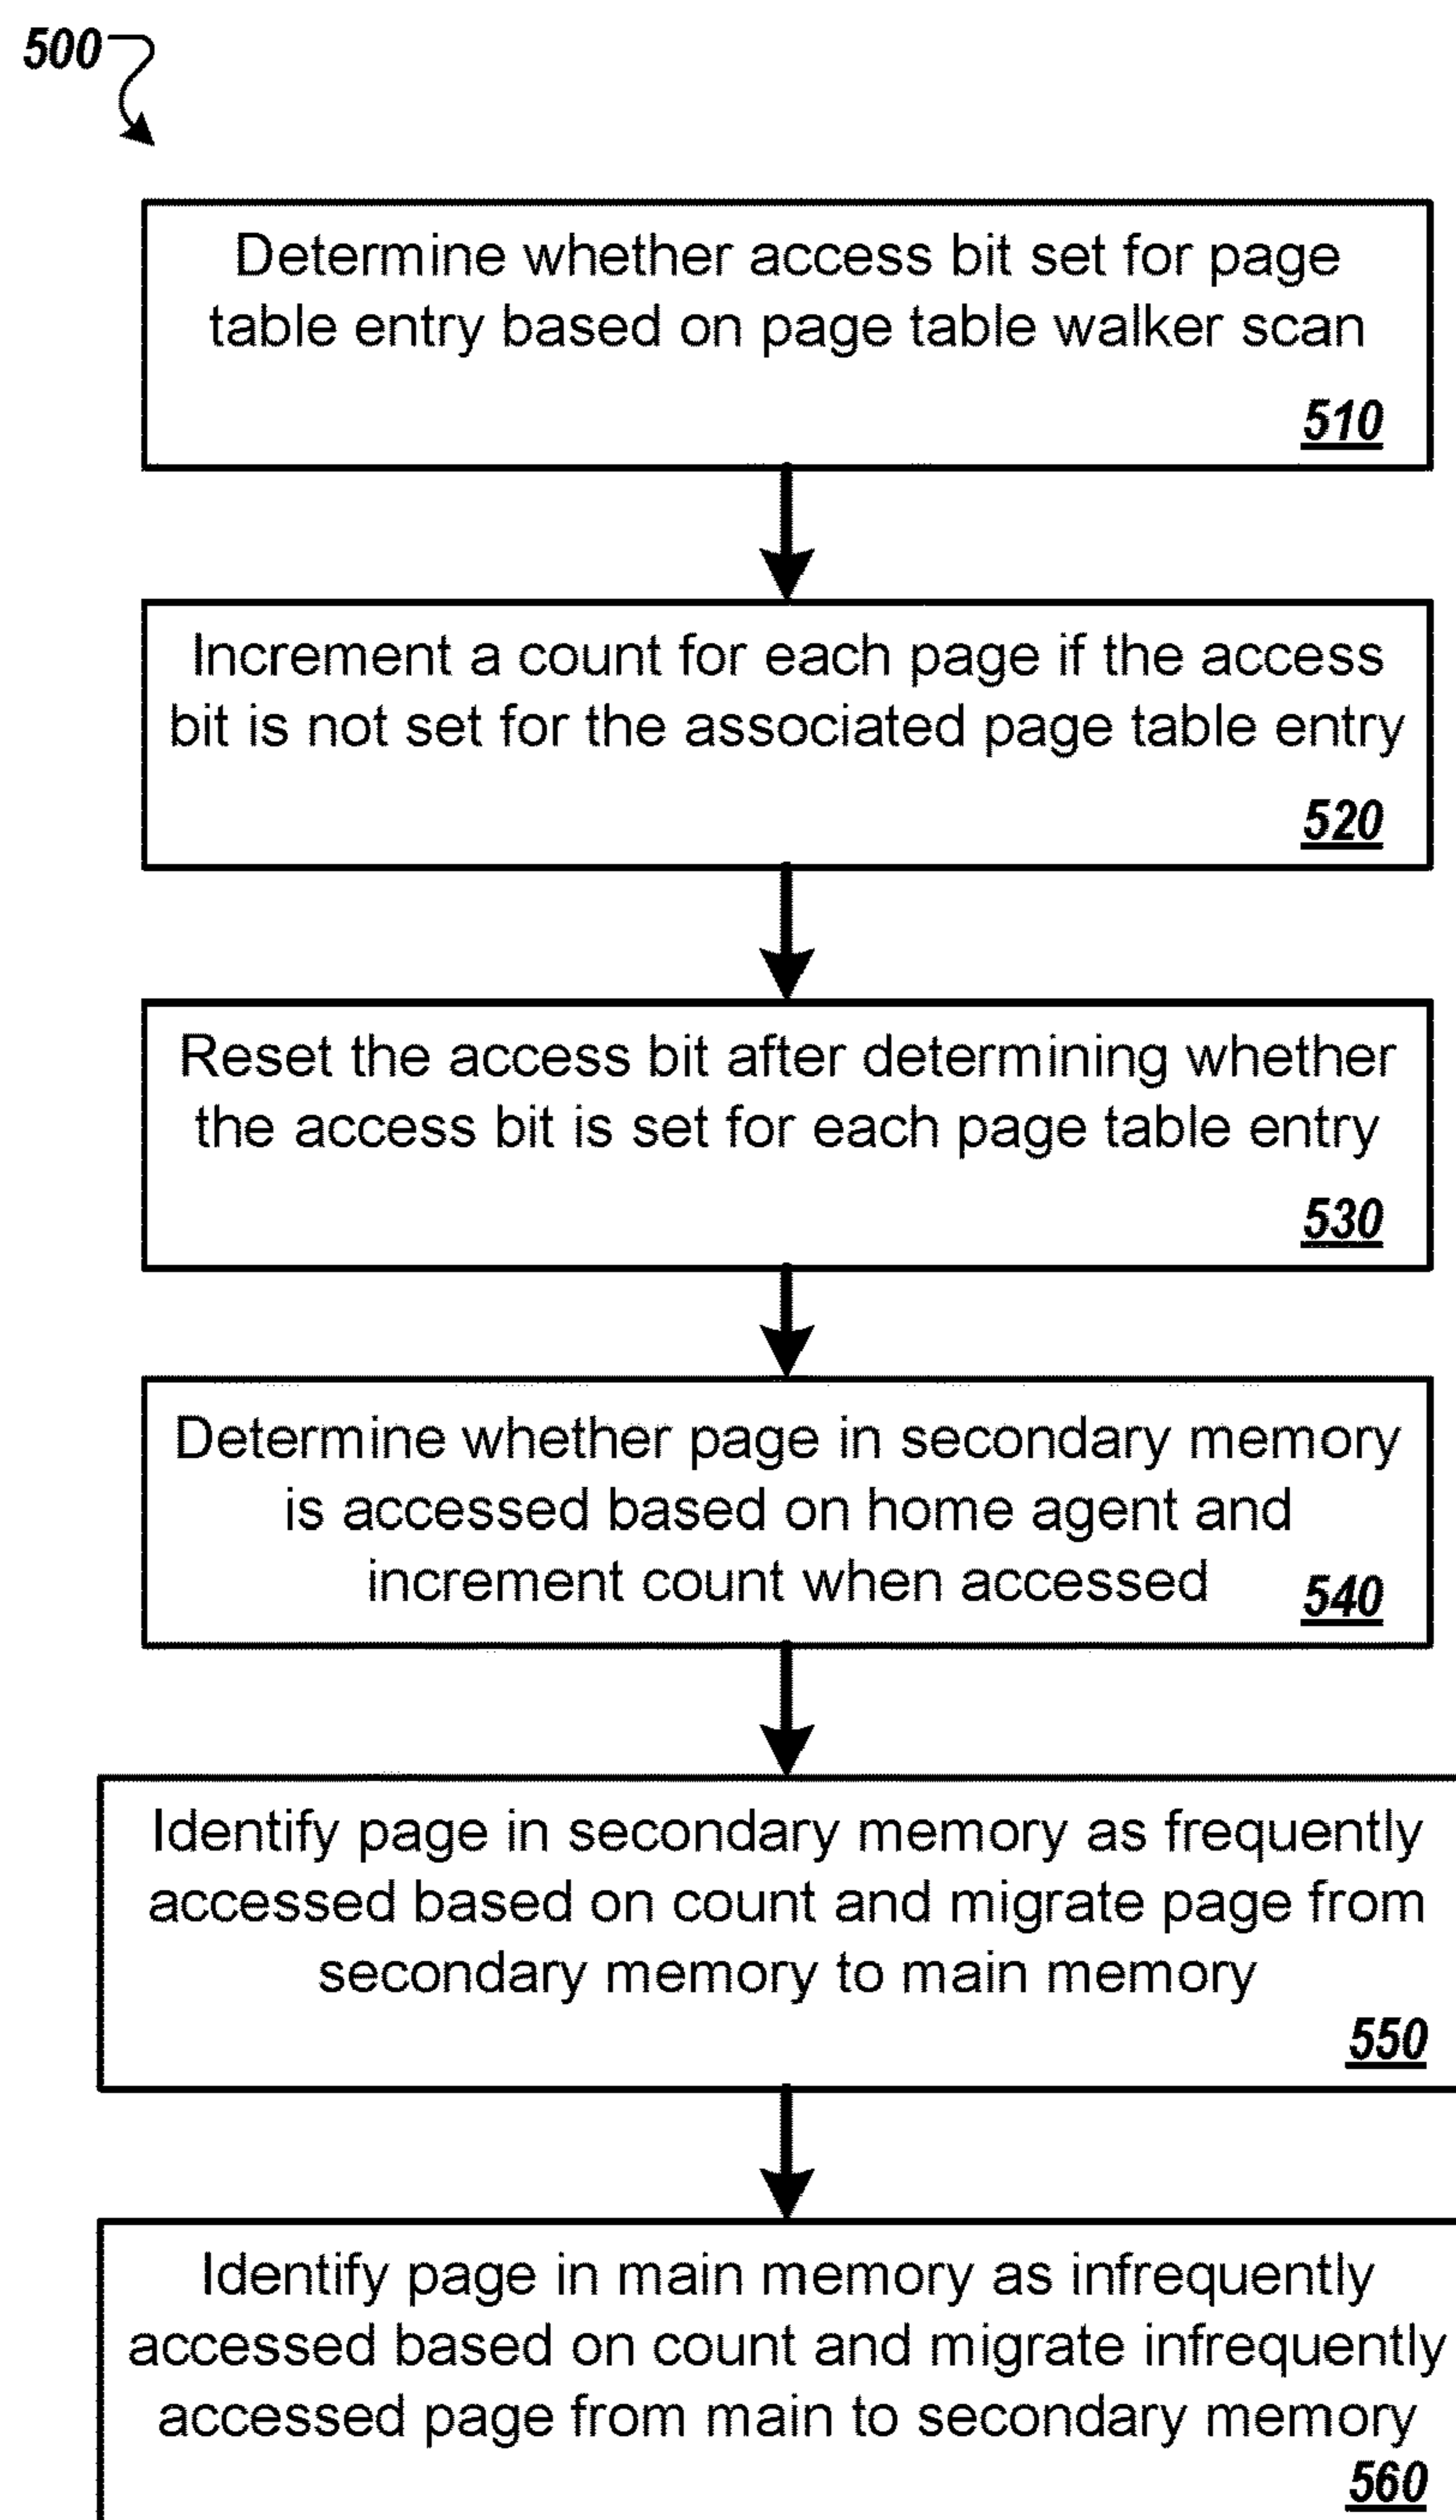 500
Determine whether access bit set for page
table entry based on page table walker scan
510
Increment a count for each page if the access
bit is not set for the associated page table entry
520
Reset the access bit after determining whether
the access bit is set for each page table entry
530
Determine whether page in secondary memory
is accessed based on home agent and
increment count when accessed
540
Identify page in secondary memory as frequently
accessed based on count and migrate page from
secondary memory to main memory
550
Identify page in main memory as infrequently
accessed based on count and migrate infrequently
accessed page from main to secondary memory
560